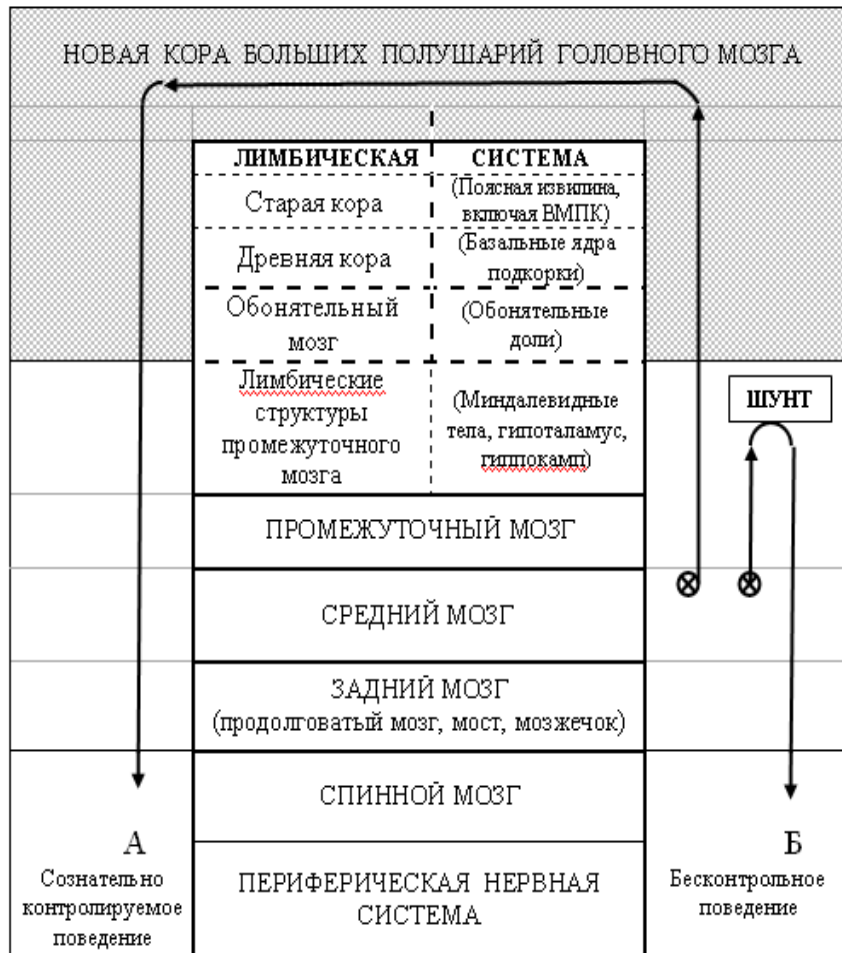 НОВАЯ КОРА БОЛЬШИХ ПОЛУШАРИЙ ГОЛОВНОГО МОЗГА
ЛИМБИЧЕСКАЯ СИСТЕМА
Старая кора
(Поясная извилина,
включая ВМПК)
Древняя кора
(Базальные ядра
подкорки)
Обонятельный
мозг
(Обонятельные
доли)
Лимбические
структуры
промежуточного
мозга
(Миндалевидные
тела, гипоталамус,
гиппокамп)
ШУНТ
ПРОМЕЖУТОЧНЫЙ МОЗГ
СРЕДНИЙ МОЗГ
ЗАДНИЙ МОЗГ
(продолговатый мозг, мост, мозжечок)
СПИННОЙ МОЗГ
А
Сознательно
контролируемое
поведение
ПЕРИФЕРИЧЕСКАЯ НЕРВНАЯ
СИСТЕМА
Б
Бесконтрольное
поведение